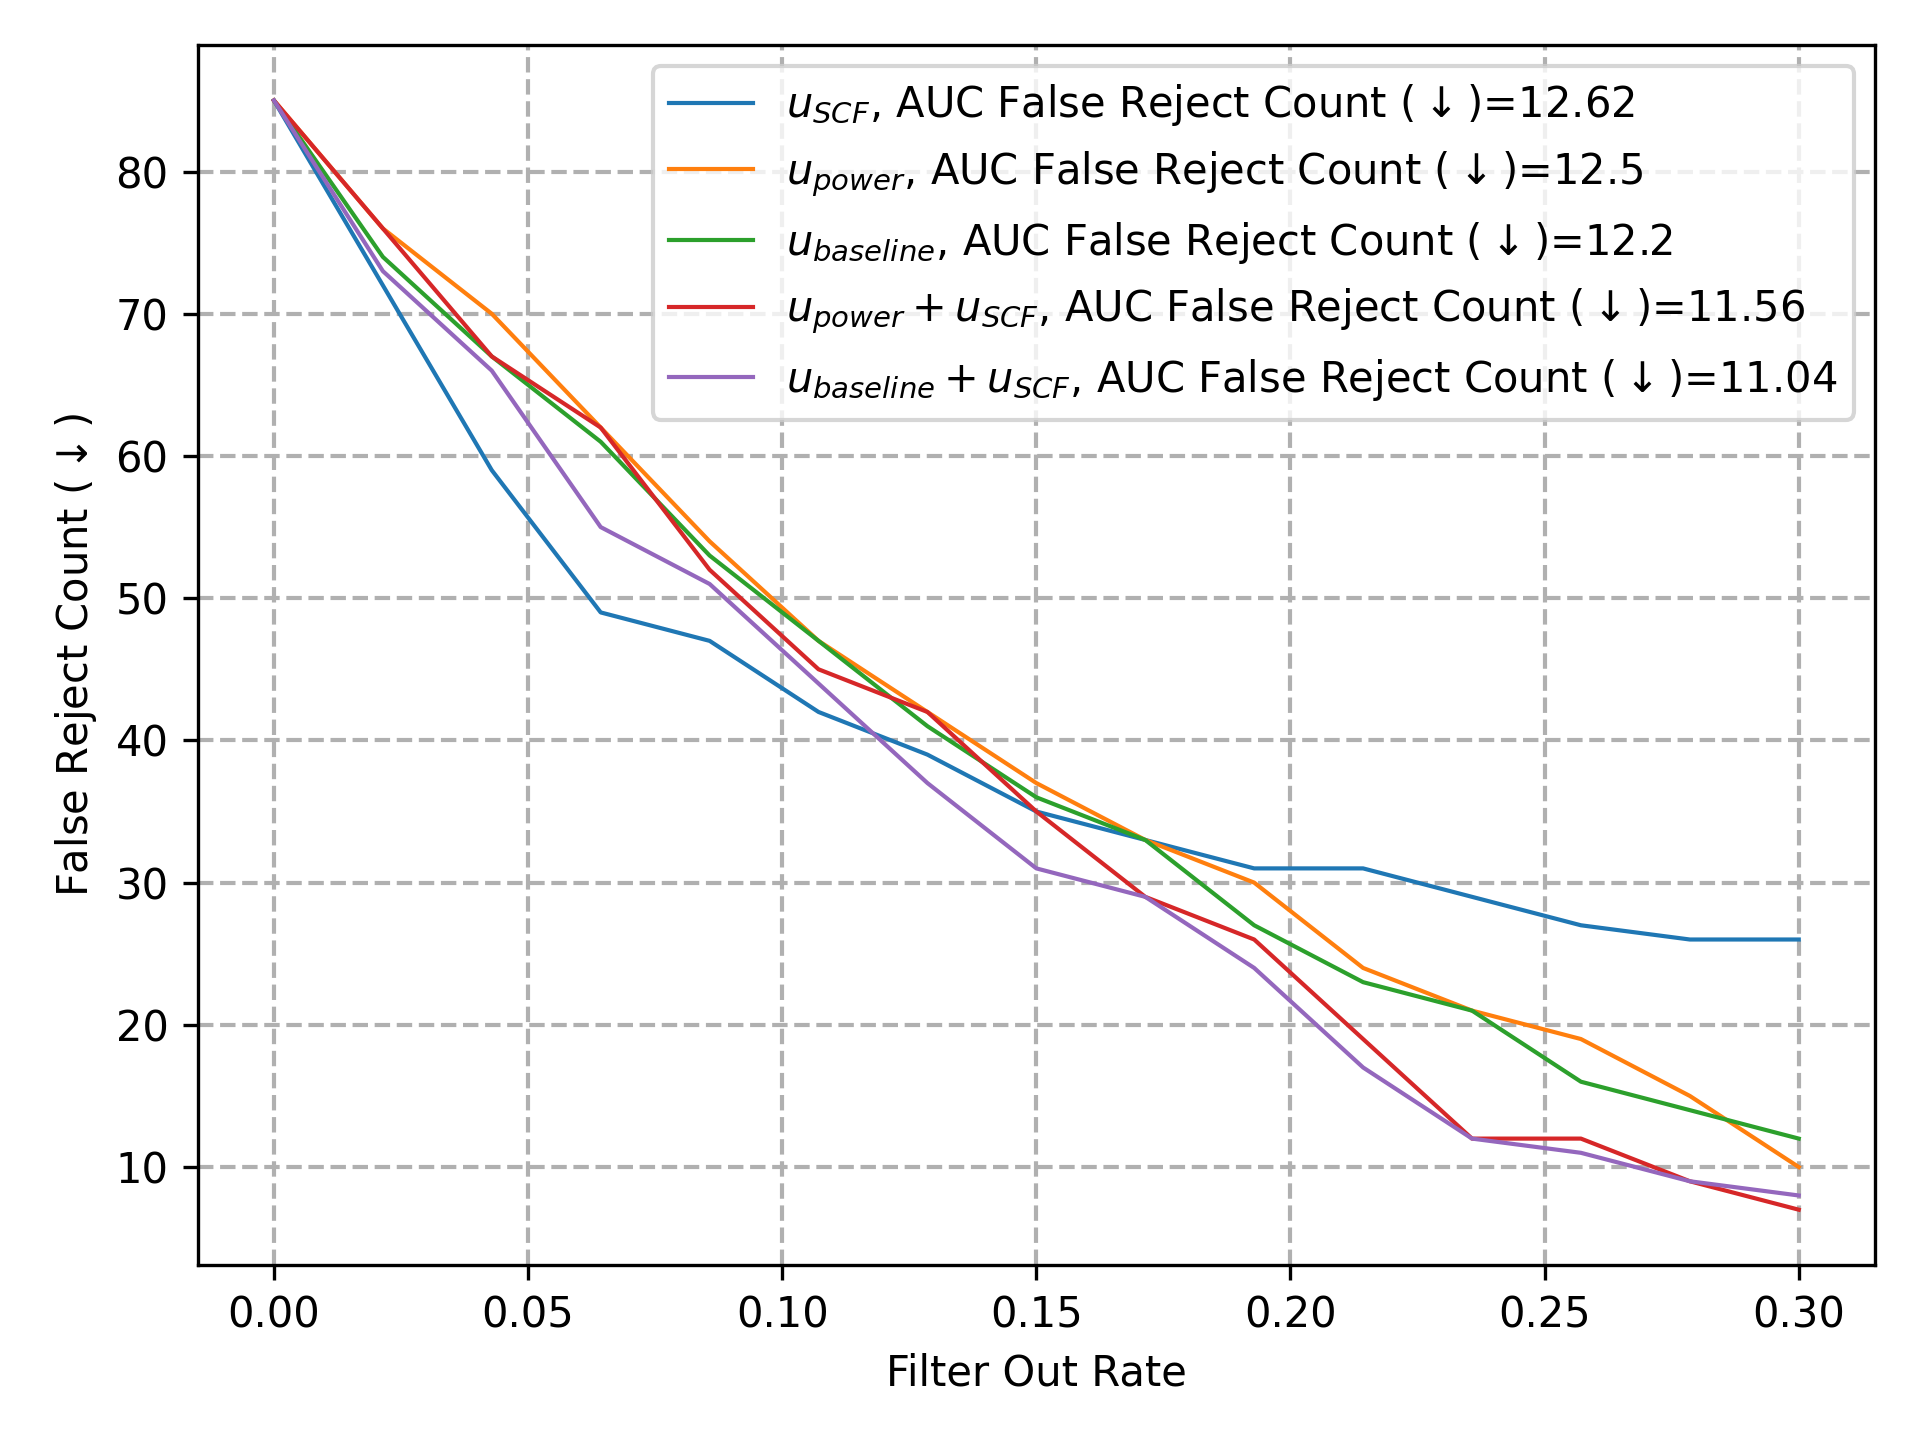 u_SCF, AUC False Reject Count (↓)=12.62
u_power, AUC False Reject Count (↓)=12.5
u_baseline, AUC False Reject Count (↓)=12.2
u_power + u_SCF, AUC False Reject Count (↓)=11.56
u_baseline + u_SCF, AUC False Reject Count (↓)=11.04
False Reject Count (↓)
80
70
60
50
40
30
20
10
0.00 0.05 0.10 0.15 0.20 0.25 0.30
Filter Out Rate